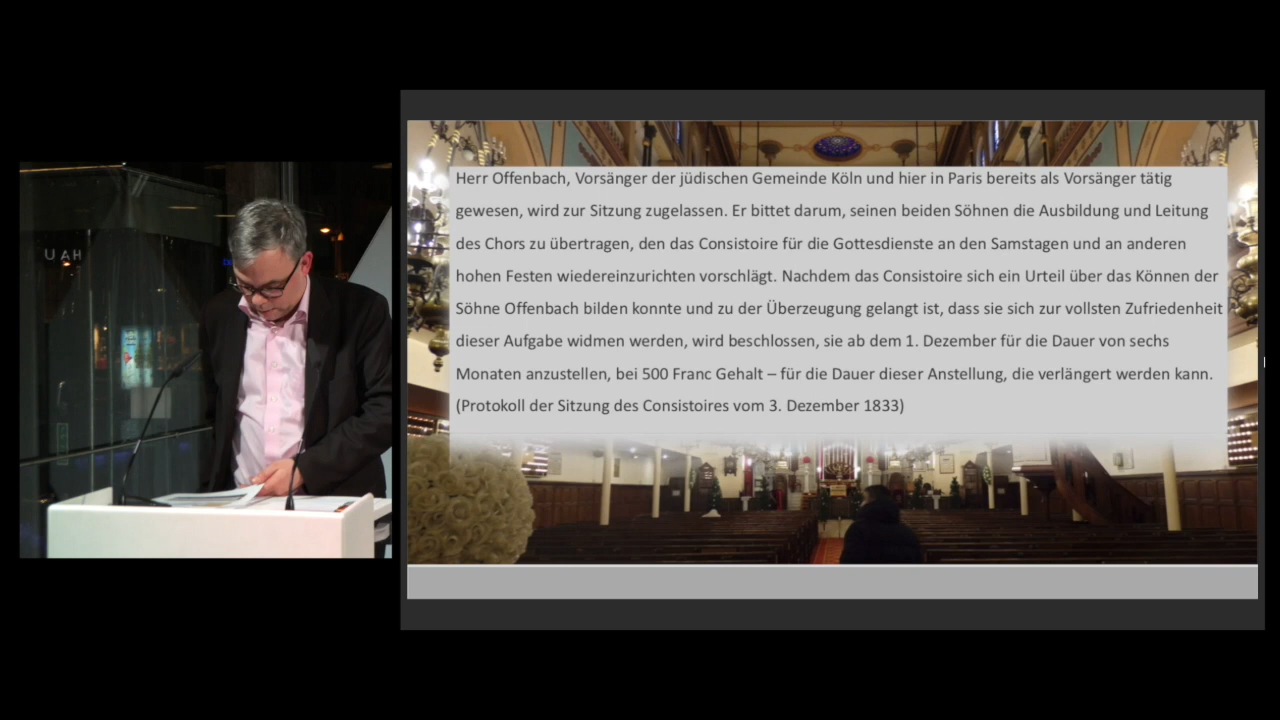 Herr Offenbach, Vorsänger der jüdischen Gemeinde Köln und hier in Paris bereits als Vorsänger tätig
gewesen, wird zur Sitzung zugelassen. Er bittet darum, seinen beiden Söhnen die Ausbildung und Leitung
des Chors zu übertragen, den das Consistoire für die Gottesdienste an den Samstagen und an anderen
hohen Festen wiedereinzurichten vorschlägt. Nachdem das Consistoire sich ein Urteil über das Können der
Söhne Offenbach bilden konnte und zu der Überzeugung gelangt ist, dass sie sich zur vollsten Zufriedenheit
dieser Aufgabe widmen werden, wird beschlossen, sie ab dem 1. Dezember für die Dauer von sechs
Monaten anzustellen, bei 500 Franc Gehalt – für die Dauer dieser Anstellung, die verlängert werden kann.
(Protokoll der Sitzung des Consistoires vom 3. Dezember 1833)